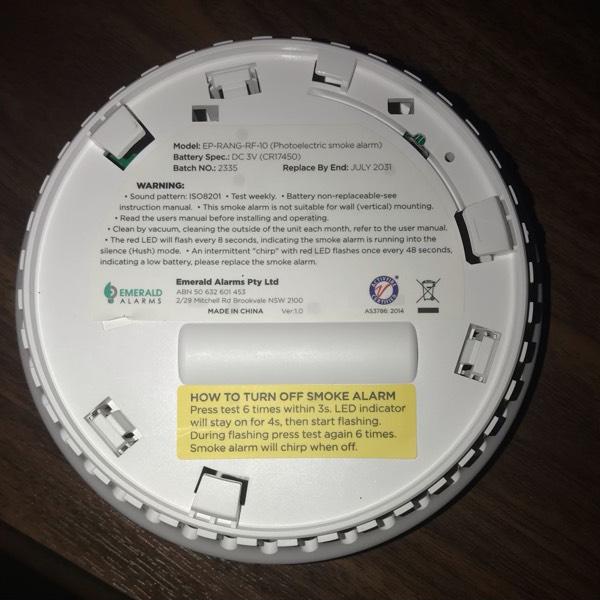 Model: EP-RANG-RF-10 (Photoelectric smoke alarm)
Battery Spec.: DC 3V (CR17450)
Batch NO.: 2335 Replace By End: JULY 2031
WARNING:
• Sound pattern: ISO8201 • Test weekly. • Battery non-replaceable-see
instruction manual. • This smoke alarm is not suitable for wall (vertical) mounting.
• Read the users manual before installing and operating.
• Clean by vacuum, cleaning the outside of the unit each month, refer to the user manual.
• The red LED will flash every 8 seconds, indicating the smoke alarm is running into the
silence (Hush) mode. • An intermittent "chirp" with red LED flashes once every 48 seconds,
indicating a low battery, please replace the smoke alarm.
EMERALD
ALARMS
Emerald Alarms Pty Ltd
ABN 50 632 601 453
2/29 Mitchell Rd Brookvale NSW 2100
MADE IN CHINA Ver:1.0
AS3786: 2014
HOW TO TURN OFF SMOKE ALARM
Press test 6 times within 3s. LED indicator
will stay on for 4s, then start flashing.
During flashing press test again 6 times.
Smoke alarm will chirp when off.